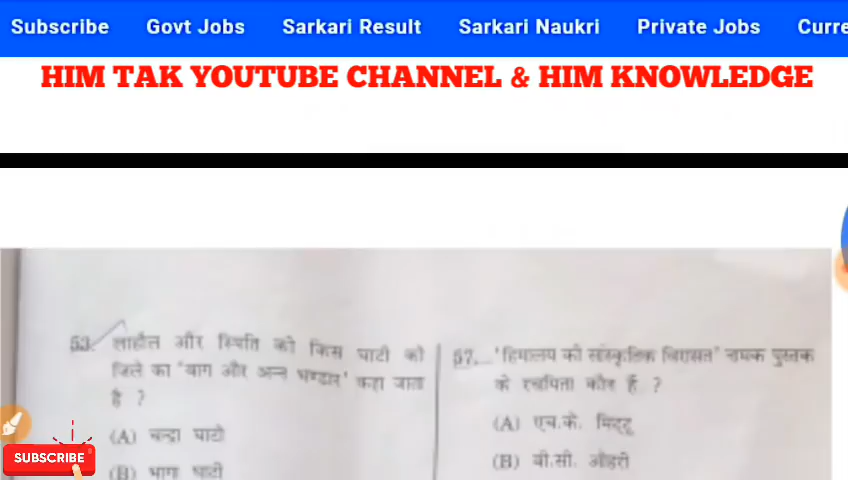 Subscribe Govt Jobs Sarkari Result Sarkari Naukri Private Jobs Curre
HIM TAK YOUTUBE CHANNEL & HIM KNOWLEDGE
53. लाहौल और स्पिति की किस घाटी को
जिले का 'बाग और अन्न भण्डार' कहा जाता
है ?
(A) चन्द्रा घाटी
(B) भागा घाटी
57. 'हिमालय की सांस्कृतिक विरासत' नामक पुस्तक
के रचयिता कौन हैं ?
(A) एच.के. मिट्टू
(B) वी.सी. ओहरी
SUBSCRIBE